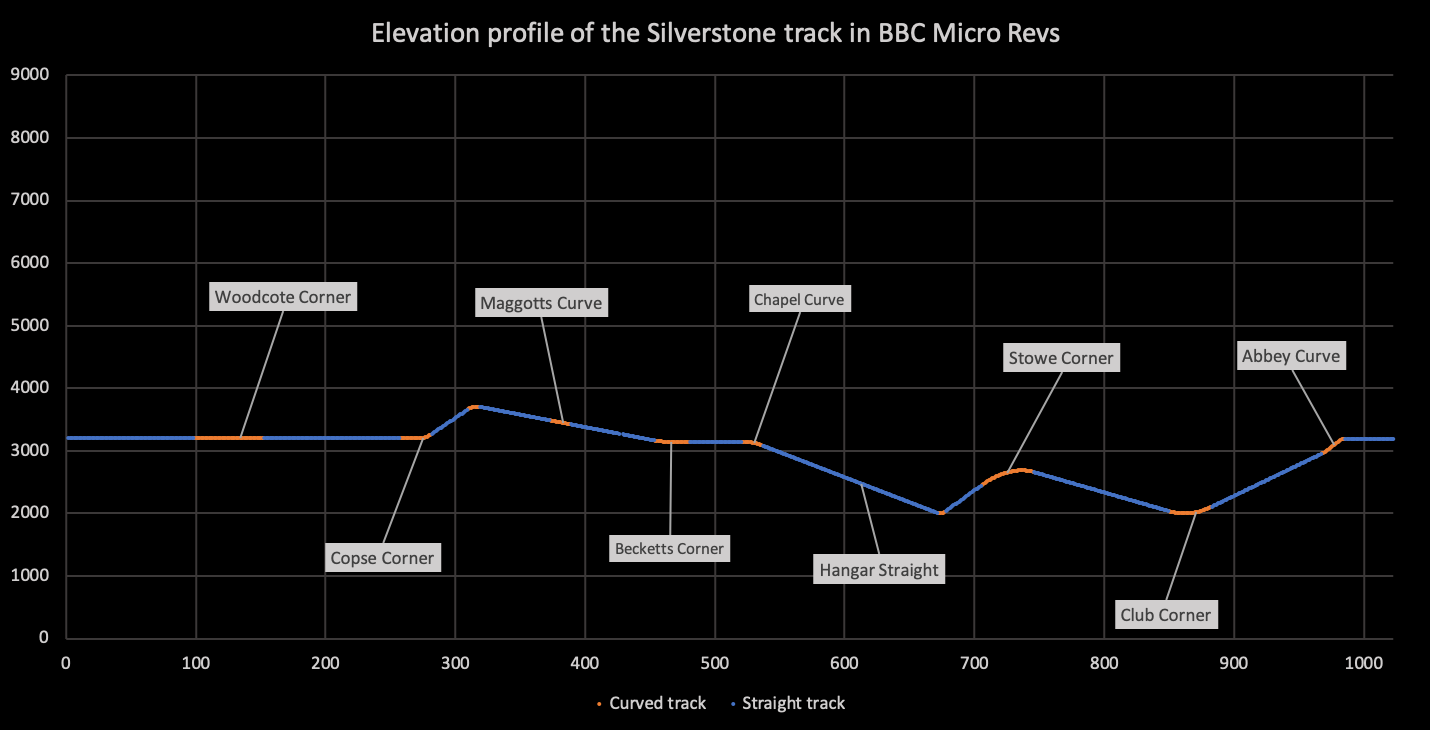 Elevation profile of the Silverstone track in BBC Micro Revs
9000
8000
7000
6000
5000
4000
3000
2000
1000
0
Woodcote Corner
Maggotts Curve
Chapel Curve
Stowe Corner
Abbey Curve
Copse Corner
Becketts Corner
Hangar Straight
Club Corner
0 100 200 300 400 500 600 700 800 900 1000
Curved track Straight track